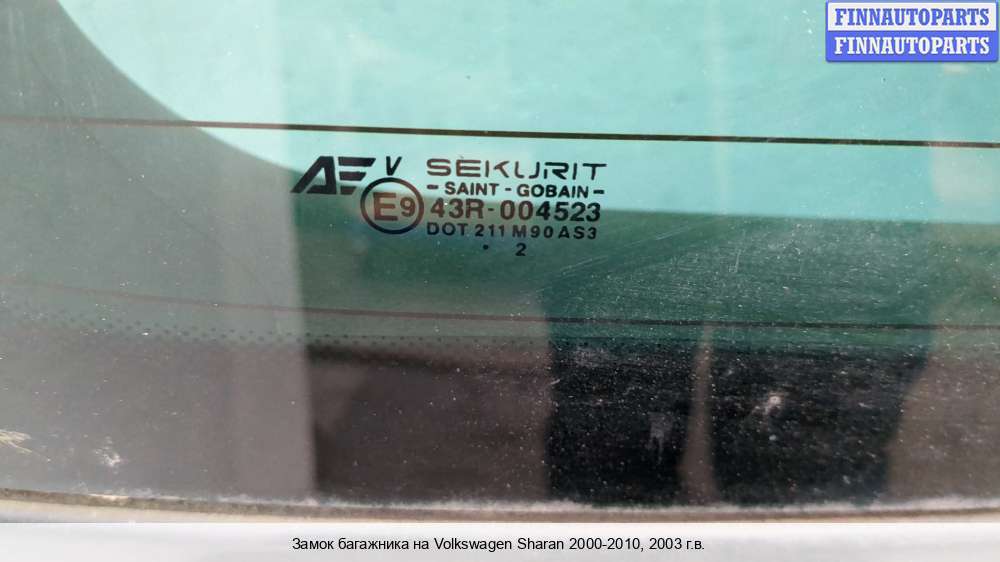 FINNAUTOPARTS
FINNAUTOPARTS
AE V SEKURIT
- SAINT - GOBAIN -
E9 43R-004523
DOT 211 M90 AS3
• 2
Замок багажника на Volkswagen Sharan 2000-2010, 2003 г.в.